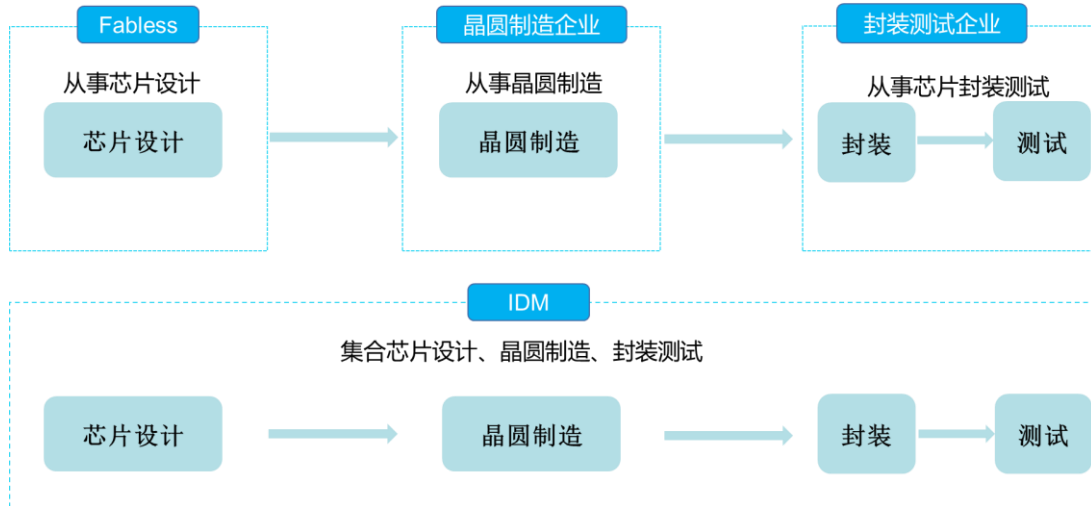 Fabless
晶圆制造企业
封装测试企业
从事芯片设计
从事晶圆制造
从事芯片封装测试
芯片设计
晶圆制造
封装
测试
IDM
集合芯片设计、晶圆制造、封装测试
芯片设计
晶圆制造
封装
测试